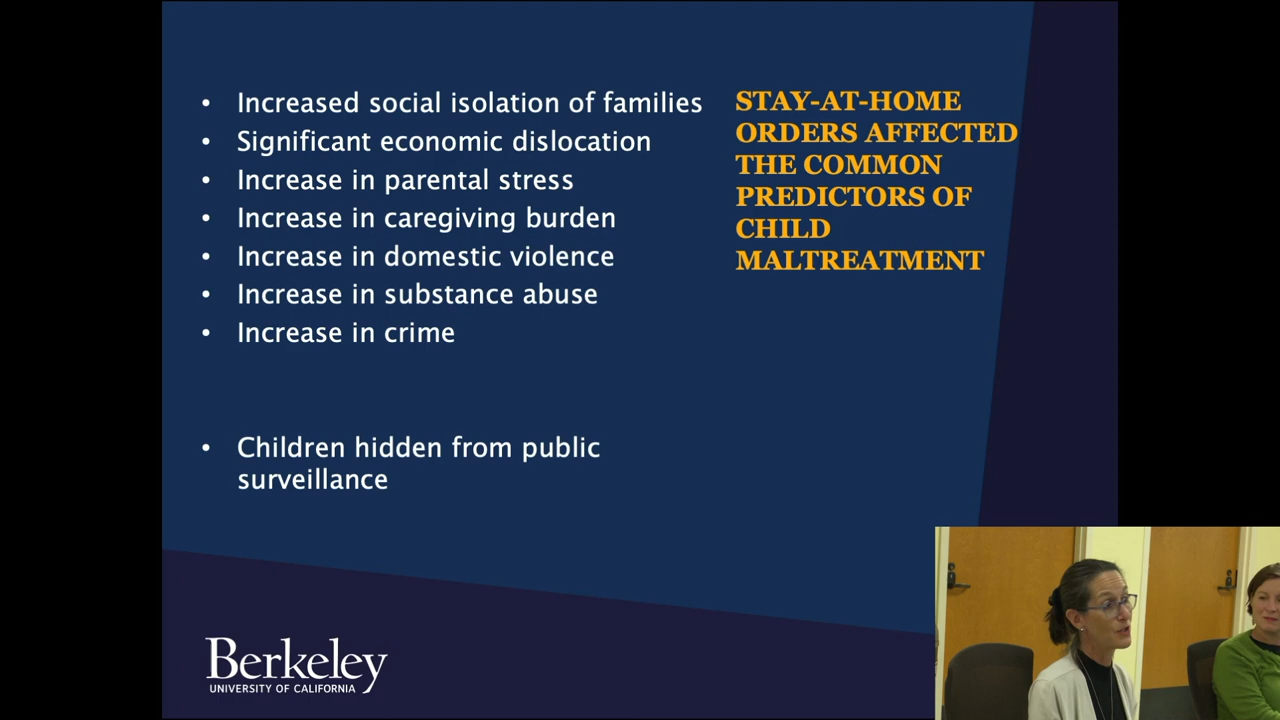 • Increased social isolation of families
• Significant economic dislocation
• Increase in parental stress
• Increase in caregiving burden
• Increase in domestic violence
• Increase in substance abuse
• Increase in crime
• Children hidden from public
surveillance
STAY-AT-HOME
ORDERS AFFECTED
THE COMMON
PREDICTORS OF
CHILD
MALTREATMENT
Berkeley
UNIVERSITY OF CALIFORNIA